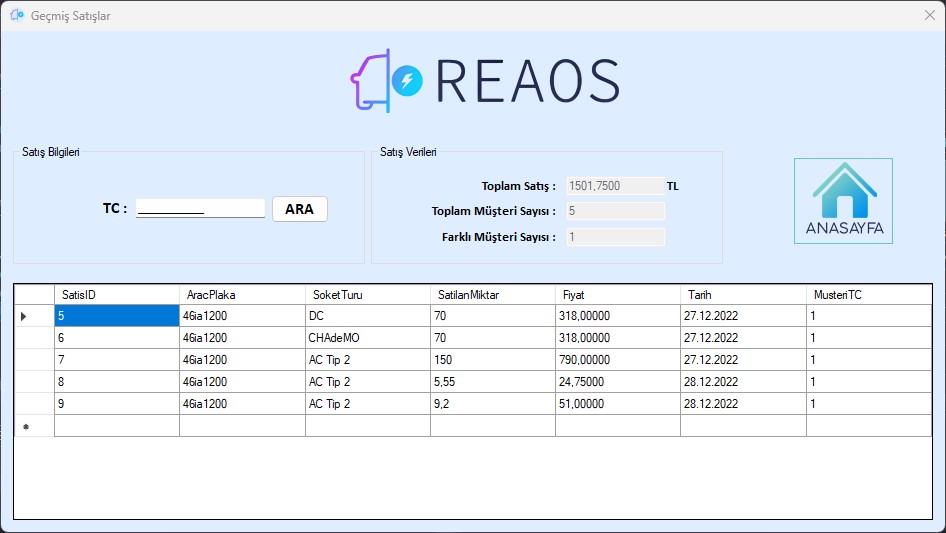 Geçmiş Satışlar
REAOS
Satış Bilgileri
TC :
ARA
Satış Verileri
Toplam Satış : 1501,7500 TL
Toplam Müşteri Sayısı : 5
Farklı Müşteri Sayısı : 1
ANASAYFA
SatisID AracPlaka SoketTuru SatilanMiktar Fiyat Tarih MusteriTC
5 46ia1200 DC 70 318,00000 27.12.2022 1
6 46ia1200 CHAdeMO 70 318,00000 27.12.2022 1
7 46ia1200 AC Tip 2 150 790,00000 27.12.2022 1
8 46ia1200 AC Tip 2 5,55 24,75000 28.12.2022 1
9 46ia1200 AC Tip 2 9,2 51,00000 28.12.2022 1